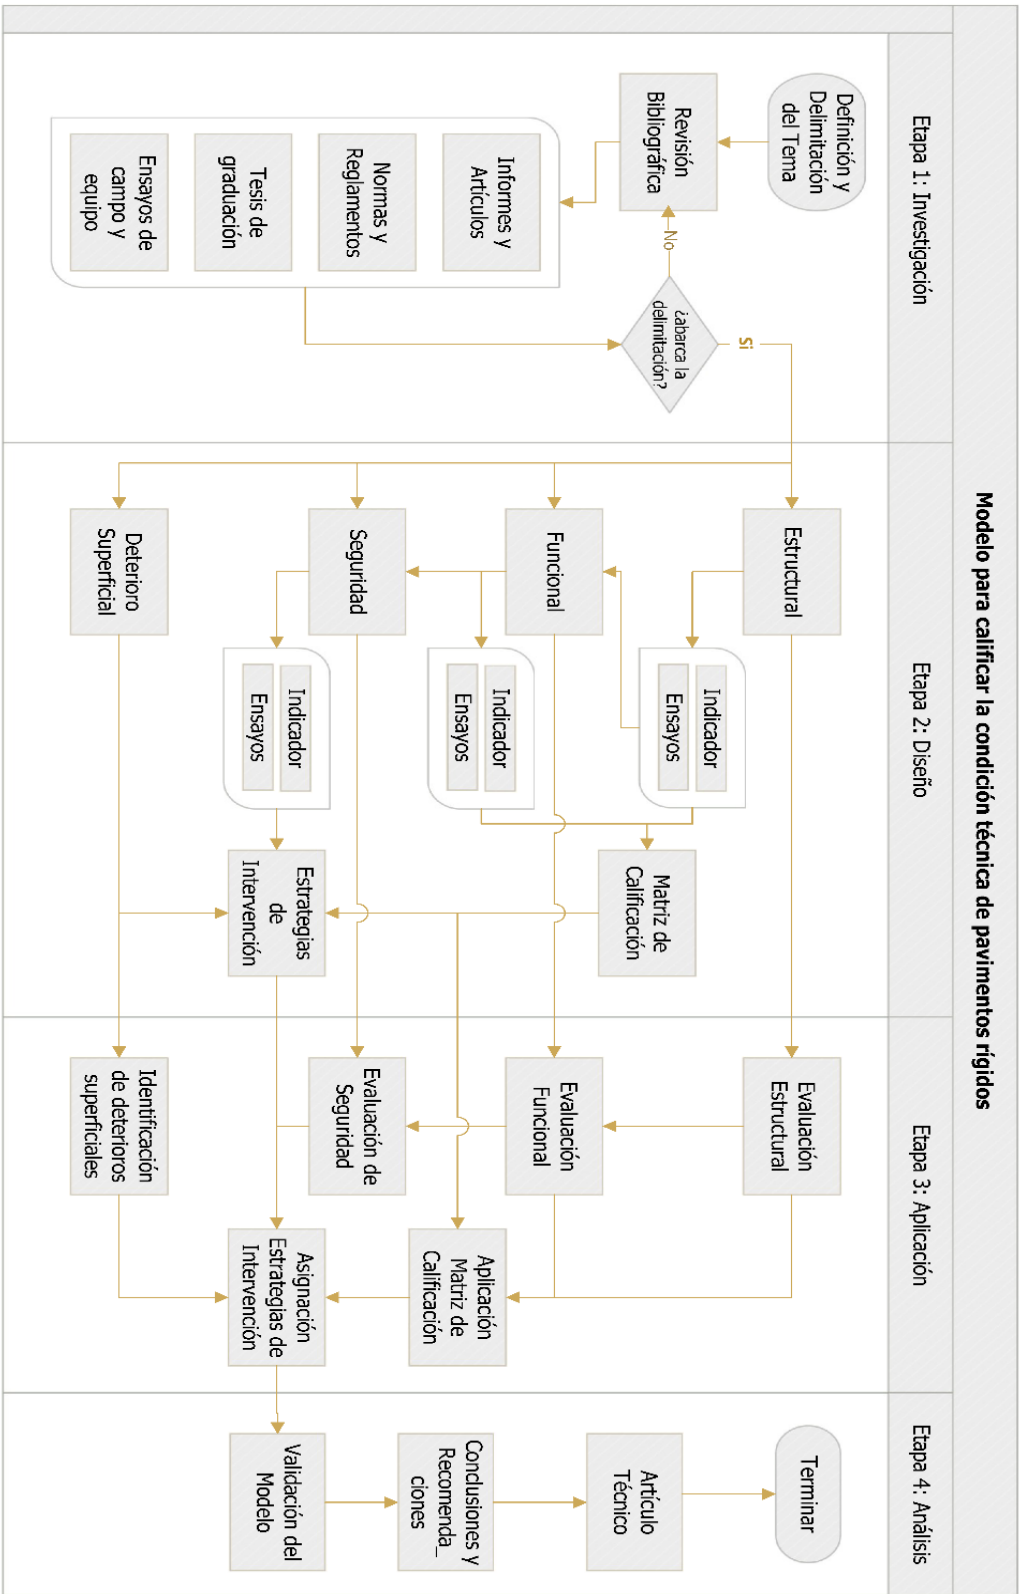 Modelo para calificar la condición técnica de pavimentos rígidos
Etapa 1: Investigación
Definición y
Delimitación
del Tema
Revisión
Bibliográfica
Informes y
Artículos
Normas y
Reglamentos
Tesis de
graduación
Ensayos de
campo y
equipo
¿abarca la
delimitación?
No
Si
Etapa 2: Diseño
Estructural
Funcional
Seguridad
Deterioro
Superficial
Indicador
Ensayos
Indicador
Ensayos
Indicador
Ensayos
Matriz de
Calificación
Estrategias
de
Intervención
Etapa 3: Aplicación
Evaluación
Estructural
Evaluación
Funcional
Evaluación de
Seguridad
Identificación
de deterioros
superficiales
Aplicación
Matriz de
Calificación
Asignación
Estrategias de
Intervención
Etapa 4: Análisis
Terminar
Artículo
Técnico
Conclusiones y
Recomenda_
ciones
Validación del
Modelo